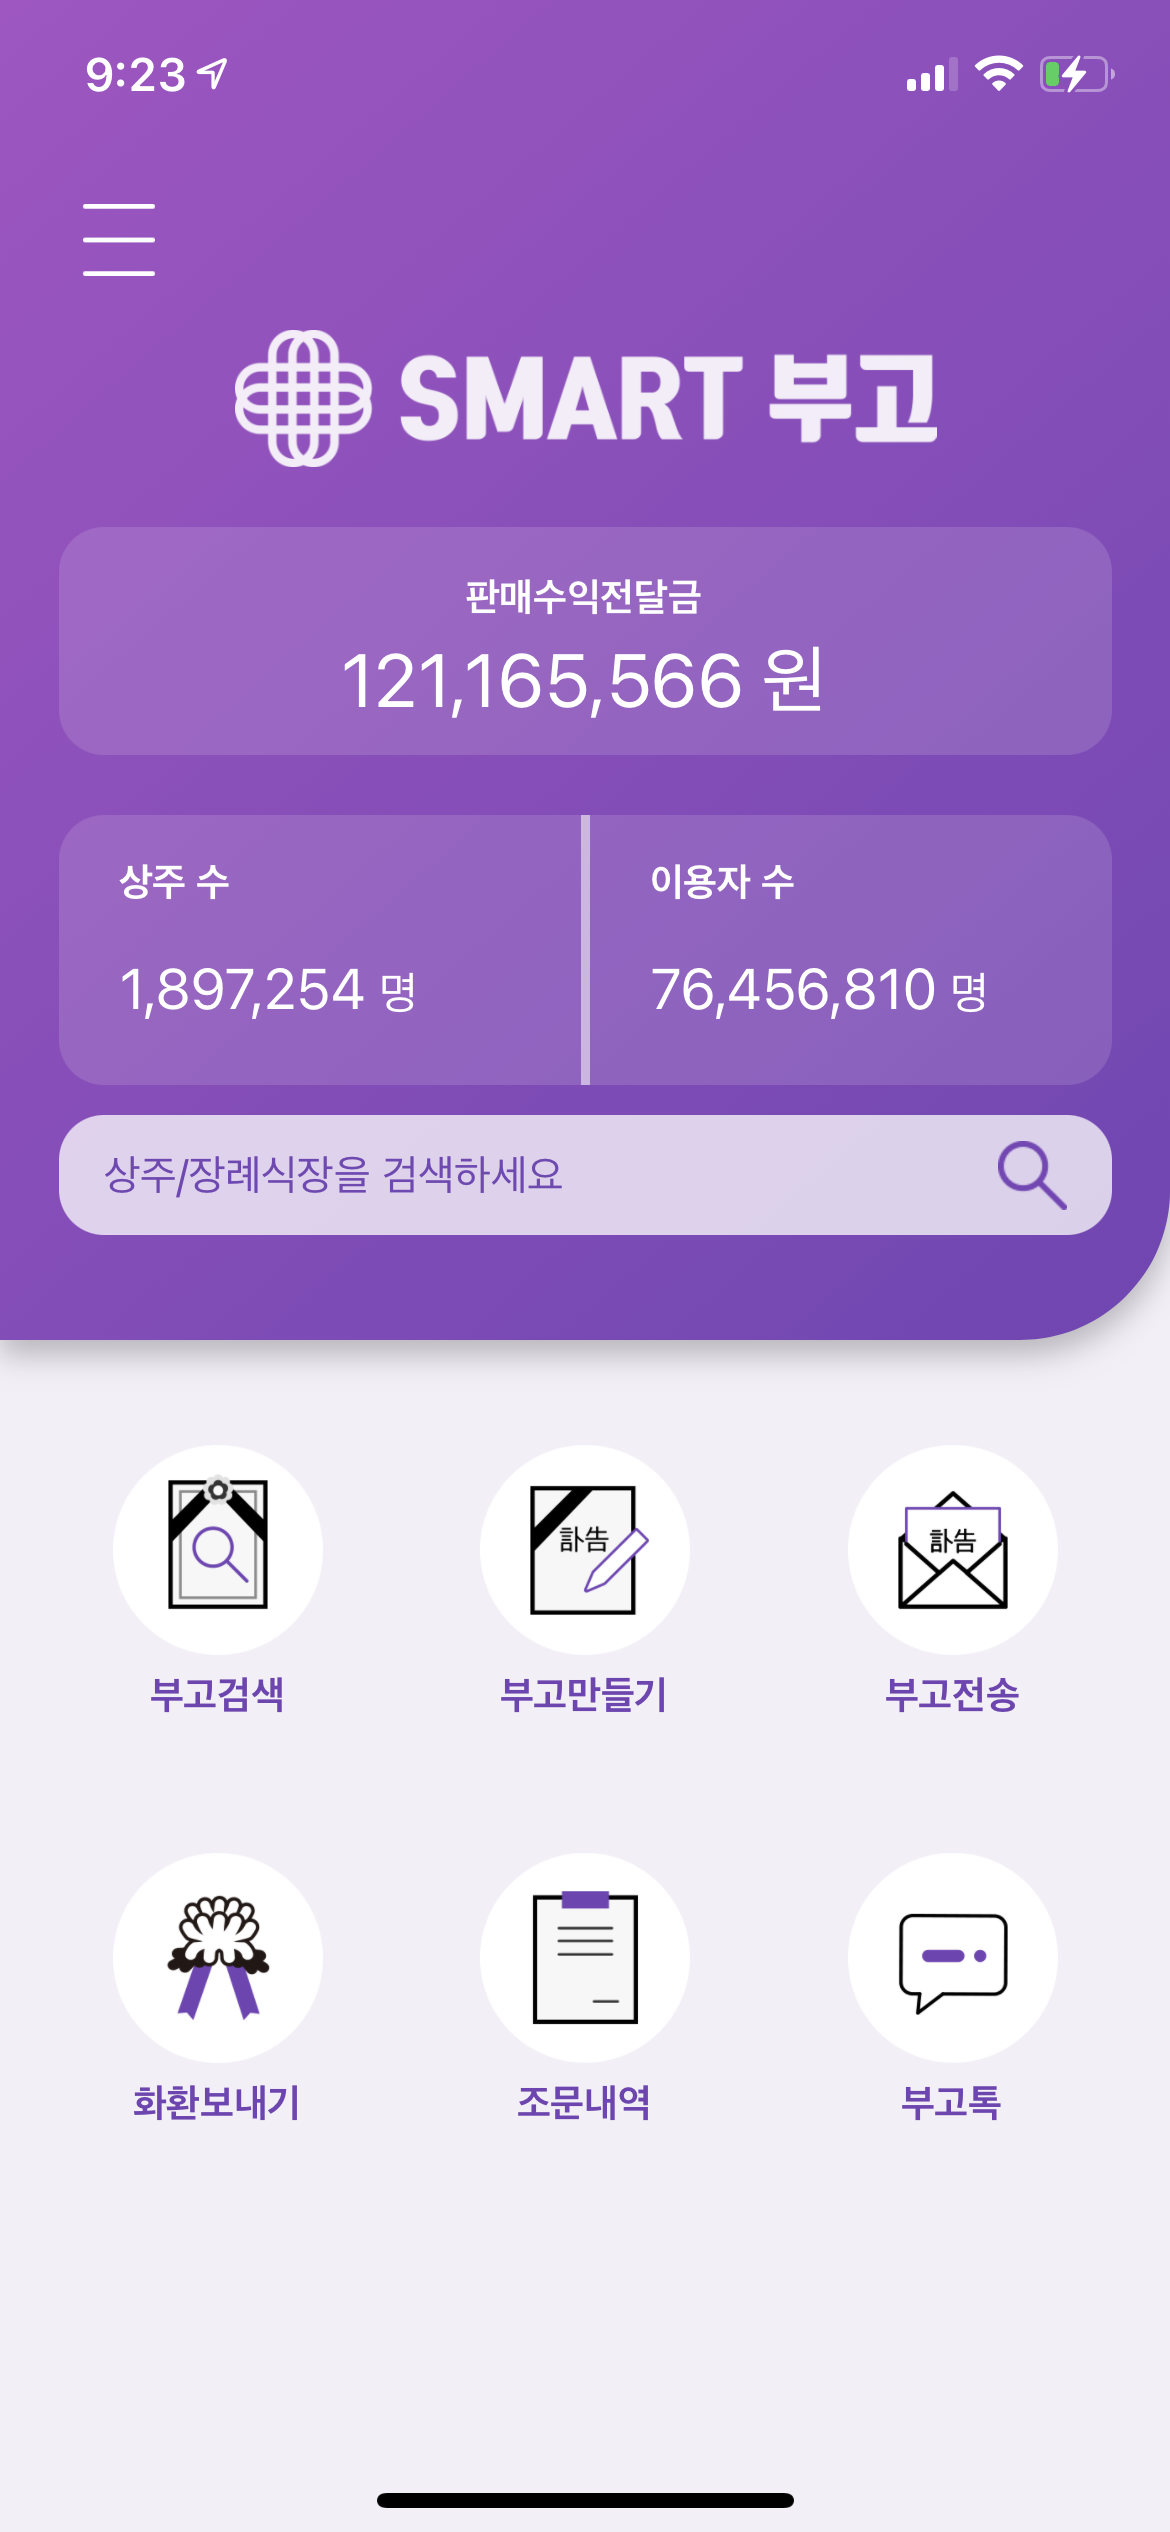 9:23
SMART 부고
판매수익전달금
121,165,566 원
상주 수
이용자 수
1,897,254 명
76,456,810 명
상주/장례식장을 검색하세요
訃告
訃告
부고검색
부고만들기
부고전송
화환보내기
조문내역
부고톡